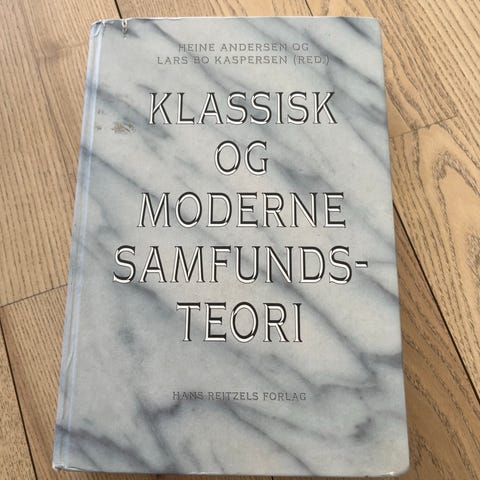 HEINE ANDERSEN OG
LARS BO KASPERSEN (RED.)
KLASSISK
OG
MODERNE
SAMFUNDS-
TEORI
HANS REITZELS FORLAG